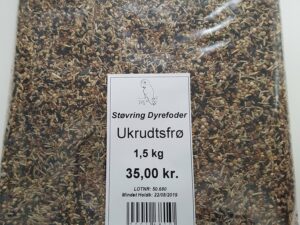 Støvring Dyrefoder
Ukrudtsfrø
1,5 kg
35,00 kr.
LOTNR: 50.680
Mindst Holdb: 22/08/2019